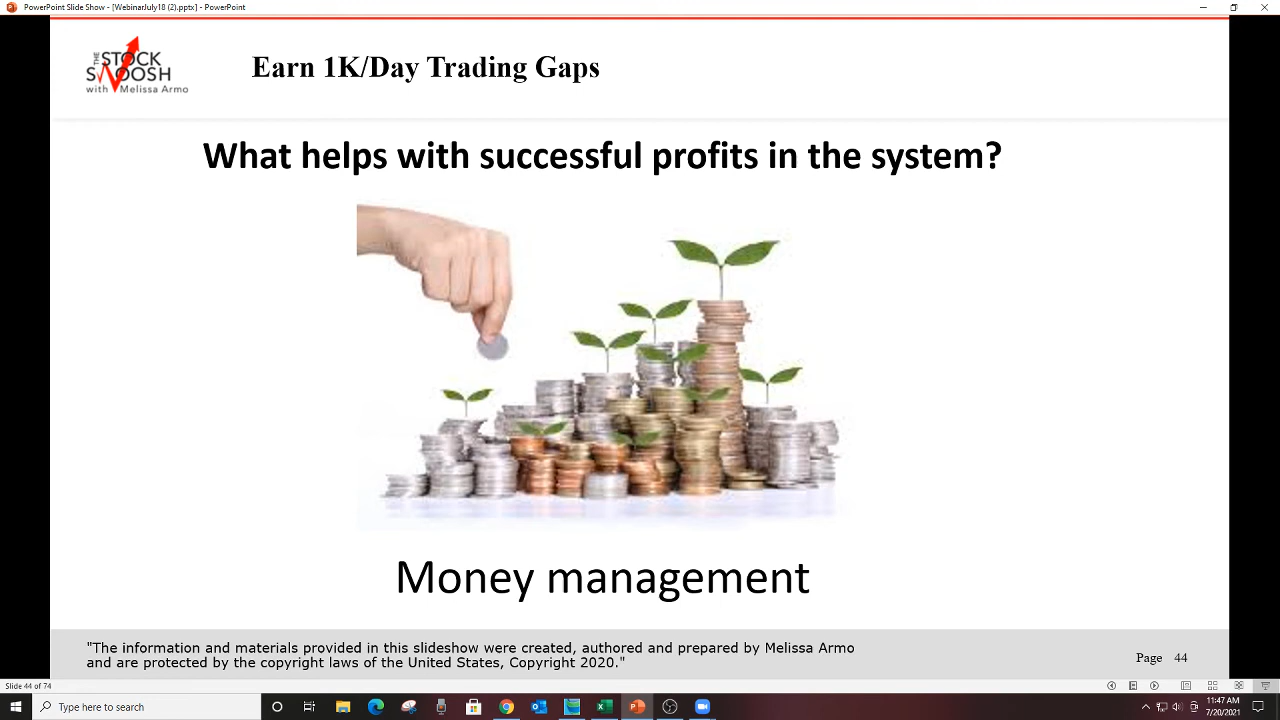 PowerPoint Slide Show - [WebinarJuly18 (2).pptx] - PowerPoint
THE STOCK
SWOOSH
with Melissa Armo
Earn 1K/Day Trading Gaps
What helps with successful profits in the system?
Money management
"The information and materials provided in this slideshow were created, authored and prepared by Melissa Armo
and are protected by the copyright laws of the United States, Copyright 2020."
Page 44
Slide 44 of 74
Type here to search
11:47 AM
7/20/2021